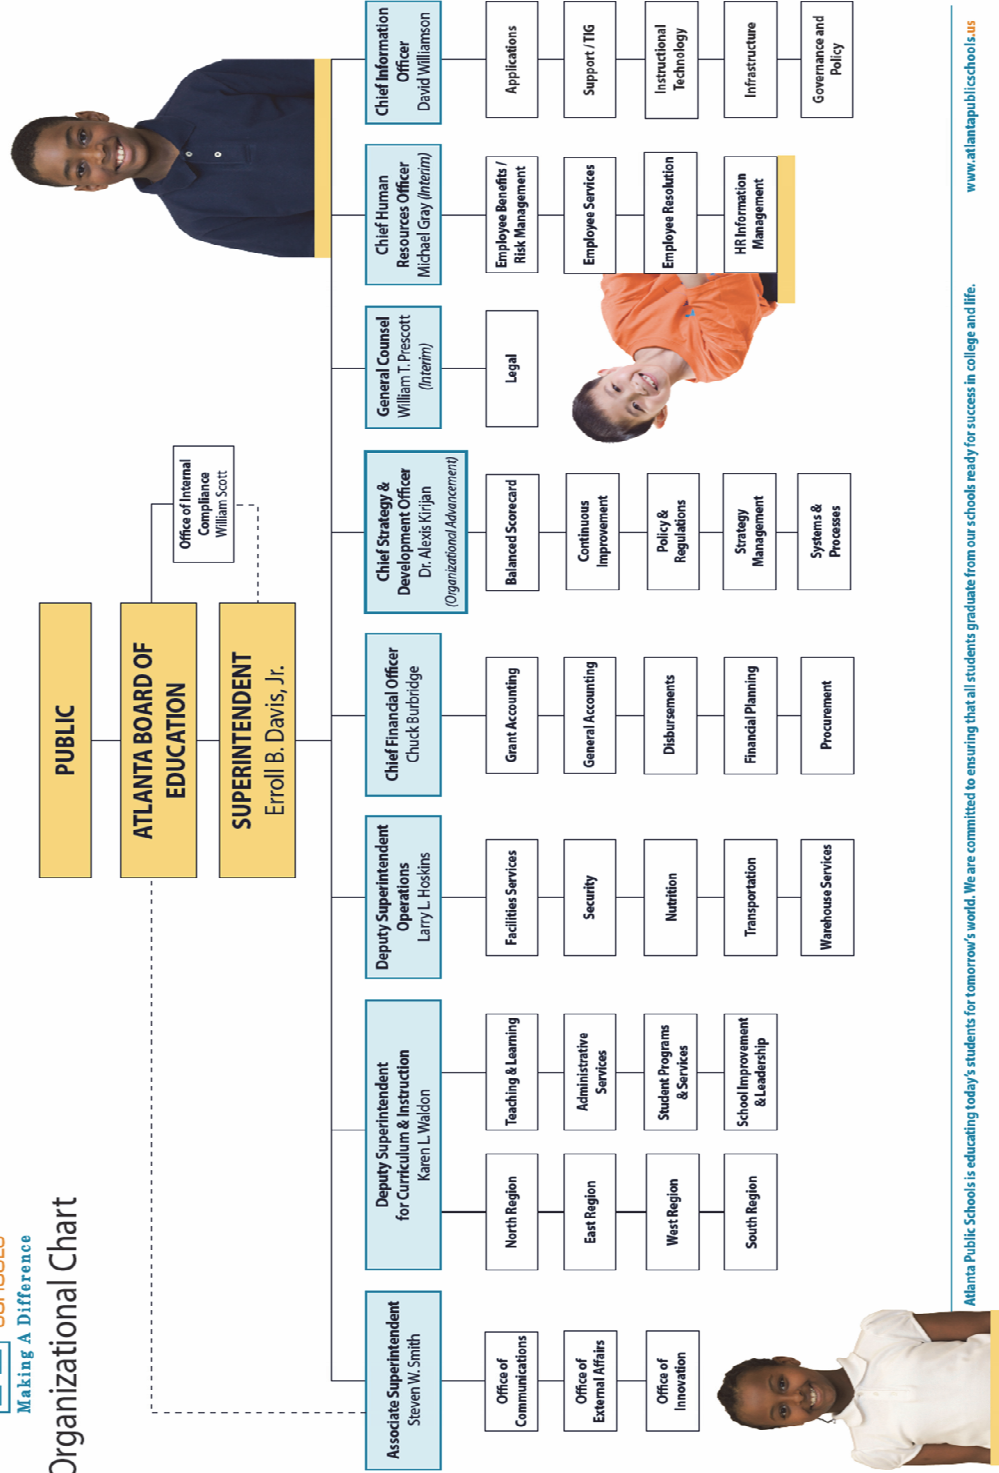 Making A Difference
Organizational Chart
PUBLIC
ATLANTA BOARD OF
EDUCATION
Office of Internal
Compliance
William Scott
SUPERINTENDENT
Erroll B. Davis, Jr.
Associate Superintendent
Steven W. Smith
Office of
Communications
Office of
External Affairs
Office of
Innovation
Deputy Superintendent
for Curriculum & Instruction
Karen L. Waldon
North Region
East Region
West Region
South Region
Teaching & Learning
Administrative
Services
Student Programs
& Services
School Improvement
& Leadership
Deputy Superintendent
Operations
Larry L. Hoskins
Facilities Services
Security
Nutrition
Transportation
Warehouse Services
Chief Financial Officer
Chuck Burbridge
Grant Accounting
General Accounting
Disbursements
Financial Planning
Procurement
Chief Strategy &
Development Officer
Dr. Alexis Kirijan
(Organizational Advancement)
Balanced Scorecard
Continuous
Improvement
Policy &
Regulations
Strategy
Management
Systems &
Processes
General Counsel
William T. Prescott
(Interim)
Legal
Chief Human
Resources Officer
Michael Gray (Interim)
Employee Benefits /
Risk Management
Employee Services
Employee Resolution
HR Information
Management
Chief Information
Officer
David Williamson
Applications
Support / TIG
Instructional
Technology
Infrastructure
Governance and
Policy
Atlanta Public Schools is educating today's students for tomorrow's world. We are committed to ensuring that all students graduate from our schools ready for success in college and life.
www.atlantapublicschools.us